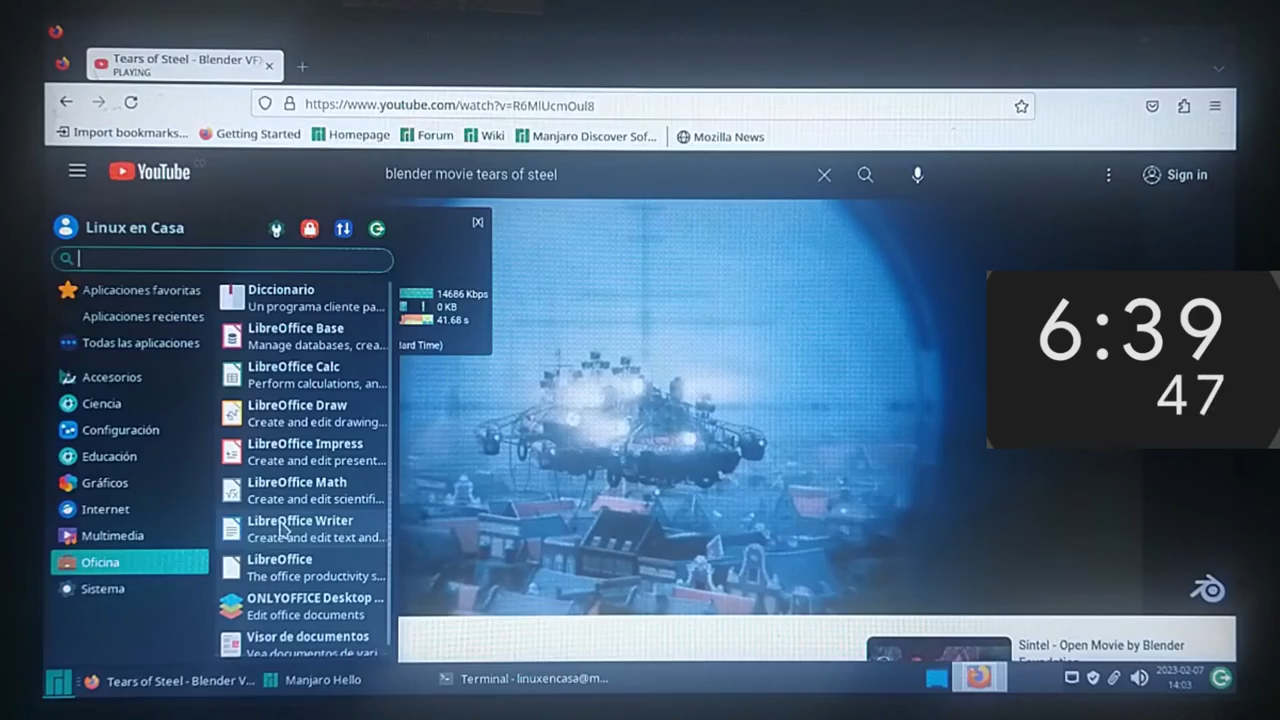 Tears of Steel - Blender VF
PLAYING
https://www.youtube.com/watch?v=R6MlUcmOul8
Import bookmarks...
Getting Started
Homepage
Forum
Wiki
Manjaro Discover Sof...
Mozilla News
YouTube CO
blender movie tears of steel
Sign in
Linux en Casa
[X]
14686 Kbps
0 KB
41.68 s
Aplicaciones favoritas
Aplicaciones recientes
Todas las aplicaciones
Accesorios
Ciencia
Configuración
Educación
Gráficos
Internet
Multimedia
Oficina
Sistema
Diccionario
Un programa cliente pa...
LibreOffice Base
Manage databases, crea...
LibreOffice Calc
Perform calculations, an...
LibreOffice Draw
Create and edit drawing...
LibreOffice Impress
Create and edit present...
LibreOffice Math
Create and edit scientifi...
LibreOffice Writer
Create and edit text and...
LibreOffice
The office productivity s...
ONLYOFFICE Desktop ...
Edit office documents
Visor de documentos
Vea documentos de vari...
6:39
47
Sintel - Open Movie by Blender
Foundation
Tears of Steel - Blender V...
Manjaro Hello
Terminal - linuxencasa@m...
2023-02-07
14:03